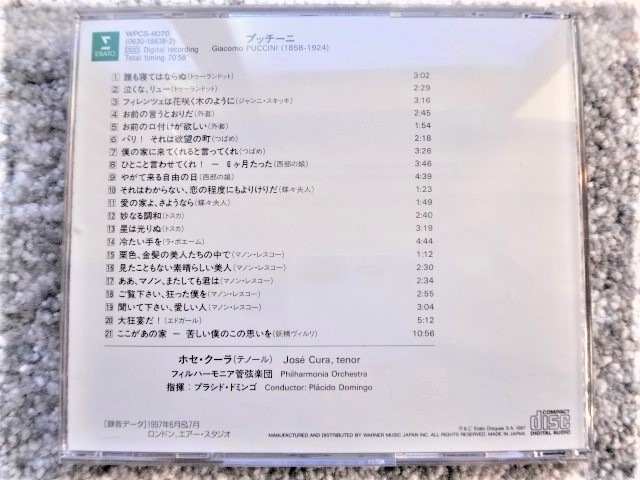 ERATO
WPCS-6070
(0630-18838-2)
DDD Digital recording
Total timing 70'58"
プッチーニ
Giacomo PUCCINI (1858-1924)
1 誰も寝てはならぬ(トゥーランドット) 3:02
2 泣くな、リュー(トゥーランドット) 2:29
3 フィレンツェは花咲く木のように(ジャンニ・スキッキ) 3:16
4 お前の言うとおりだ(外套) 2:45
5 お前の口付けが欲しい(外套) 1:54
6 パリ! それは欲望の町(つばめ) 2:18
7 僕の家に来てくれると言ってくれ(つばめ) 3:26
8 ひとこと言わせてくれ! － 6ヶ月たった(西部の娘) 3:46
9 やがて来る自由の日(西部の娘) 4:39
10 それはわからない、恋の程度にもよりけりだ(蝶々夫人) 1:23
11 愛の家よ、さようなら(蝶々夫人) 1:49
12 妙なる調和(トスカ) 2:40
13 星は光りぬ(トスカ) 3:19
14 冷たい手を(ラ・ボエーム) 4:44
15 栗色、金髪の美人たちの中で(マノン・レスコー) 1:12
16 見たこともない素晴らしい美人(マノン・レスコー) 2:30
17 ああ、マノン、またしても君は(マノン・レスコー) 2:34
18 ご覧下さい、狂った僕を(マノン・レスコー) 2:55
19 聞いて下さい、愛しい人(マノン・レスコー) 3:04
20 大狂宴だ!(エドガール) 5:12
21 ここがあの家 － 苦しい僕のこの思いを(妖精ヴィルリ) 10:56
ホセ・クーラ(テノール) José Cura, tenor
フィルハーモニア管弦楽団 Philharmonia Orchestra
指揮：プラシド・ドミンゴ Conductor: Plácido Domingo
[録音データ]1997年6月&7月
ロンドン、エアー・スタジオ
P & C Erato Disques S.A. 1997
MANUFACTURED AND DISTRIBUTED BY WARNER MUSIC JAPAN INC. ALL RIGHTS RESERVED. MADE IN JAPAN
COMPACT
disc
DIGITAL AUDIO